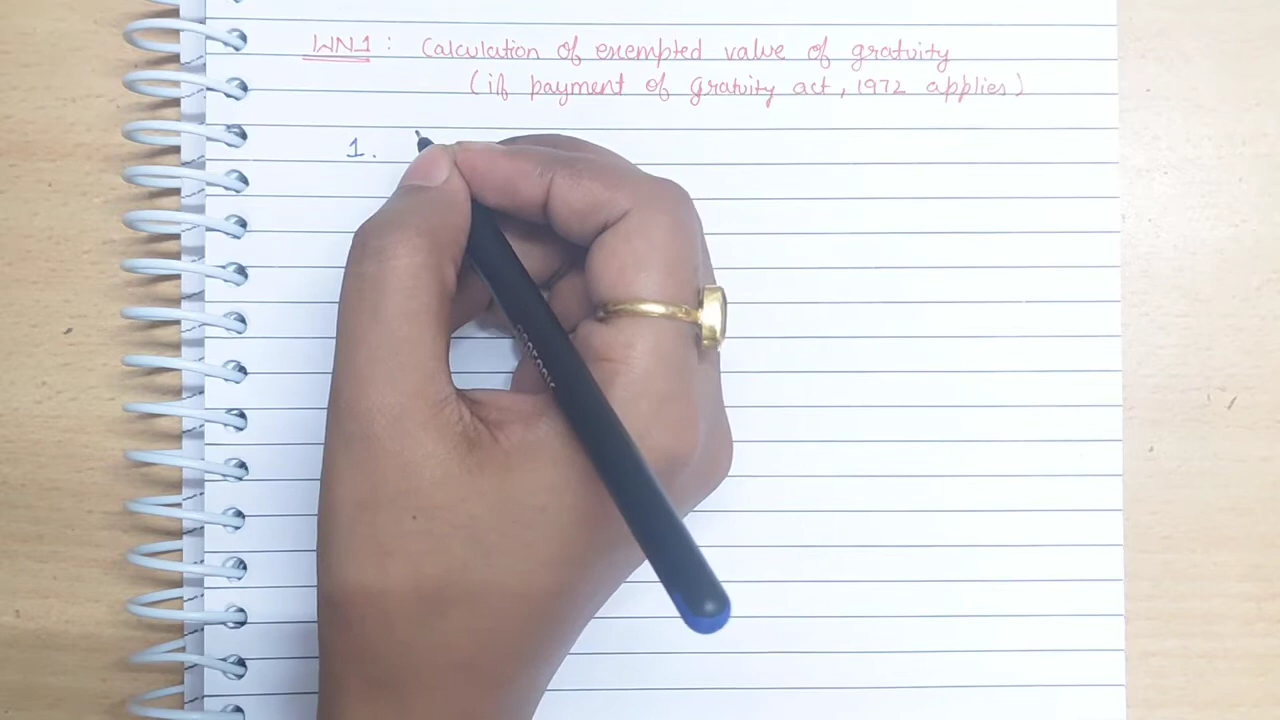 WN1 : Calculation of exempted value of gratuity
(if payment of gratuity act, 1972 applies)
1.